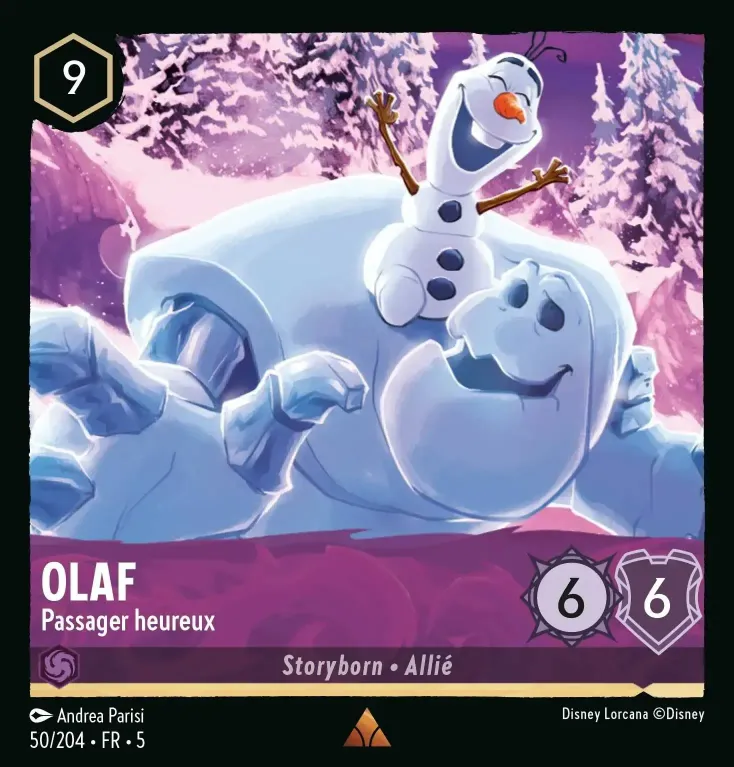 9
OLAF
Passager heureux
6 6
Storyborn • Allié
Andrea Parisi
Disney Lorcana ©Disney
50/204 • FR • 5